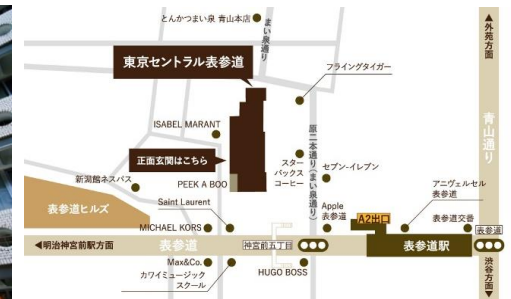 とんかつまい泉 青山本店
まい泉通り
▲外苑方面
東京セントラル表参道
フライングタイガー
青山通り
ISABEL MARANT
原二本通り(まい泉通り)
正面玄関はこちら
スター
バックス
コーヒー
セブン-イレブン
新潟館ネスパス
PEEK A BOO
アニヴェルセル
表参道
表参道ヒルズ
Saint Laurent
Apple
表参道
A2出口
表参道交番
MICHAEL KORS
表参道
◀明治神宮前駅方面
表参道
神宮前五丁目
表参道駅
Max&Co.
カワイミュージック
スクール
HUGO BOSS
渋谷方面▼